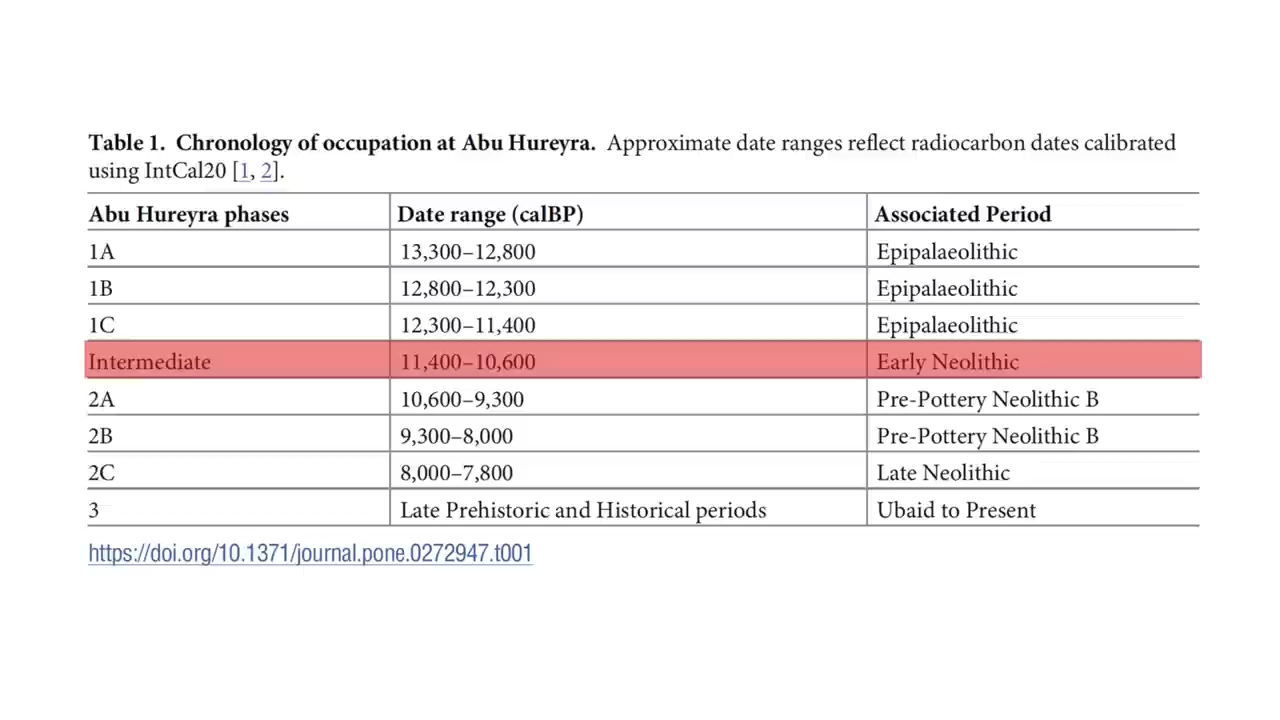 Table 1. Chronology of occupation at Abu Hureyra. Approximate date ranges reflect radiocarbon dates calibrated
using IntCal20 [1, 2].
Abu Hureyra phases Date range (calBP) Associated Period
1A 13,300–12,800 Epipalaeolithic
1B 12,800–12,300 Epipalaeolithic
1C 12,300–11,400 Epipalaeolithic
Intermediate 11,400–10,600 Early Neolithic
2A 10,600–9,300 Pre-Pottery Neolithic B
2B 9,300–8,000 Pre-Pottery Neolithic B
2C 8,000–7,800 Late Neolithic
3 Late Prehistoric and Historical periods Ubaid to Present
https://doi.org/10.1371/journal.pone.0272947.t001